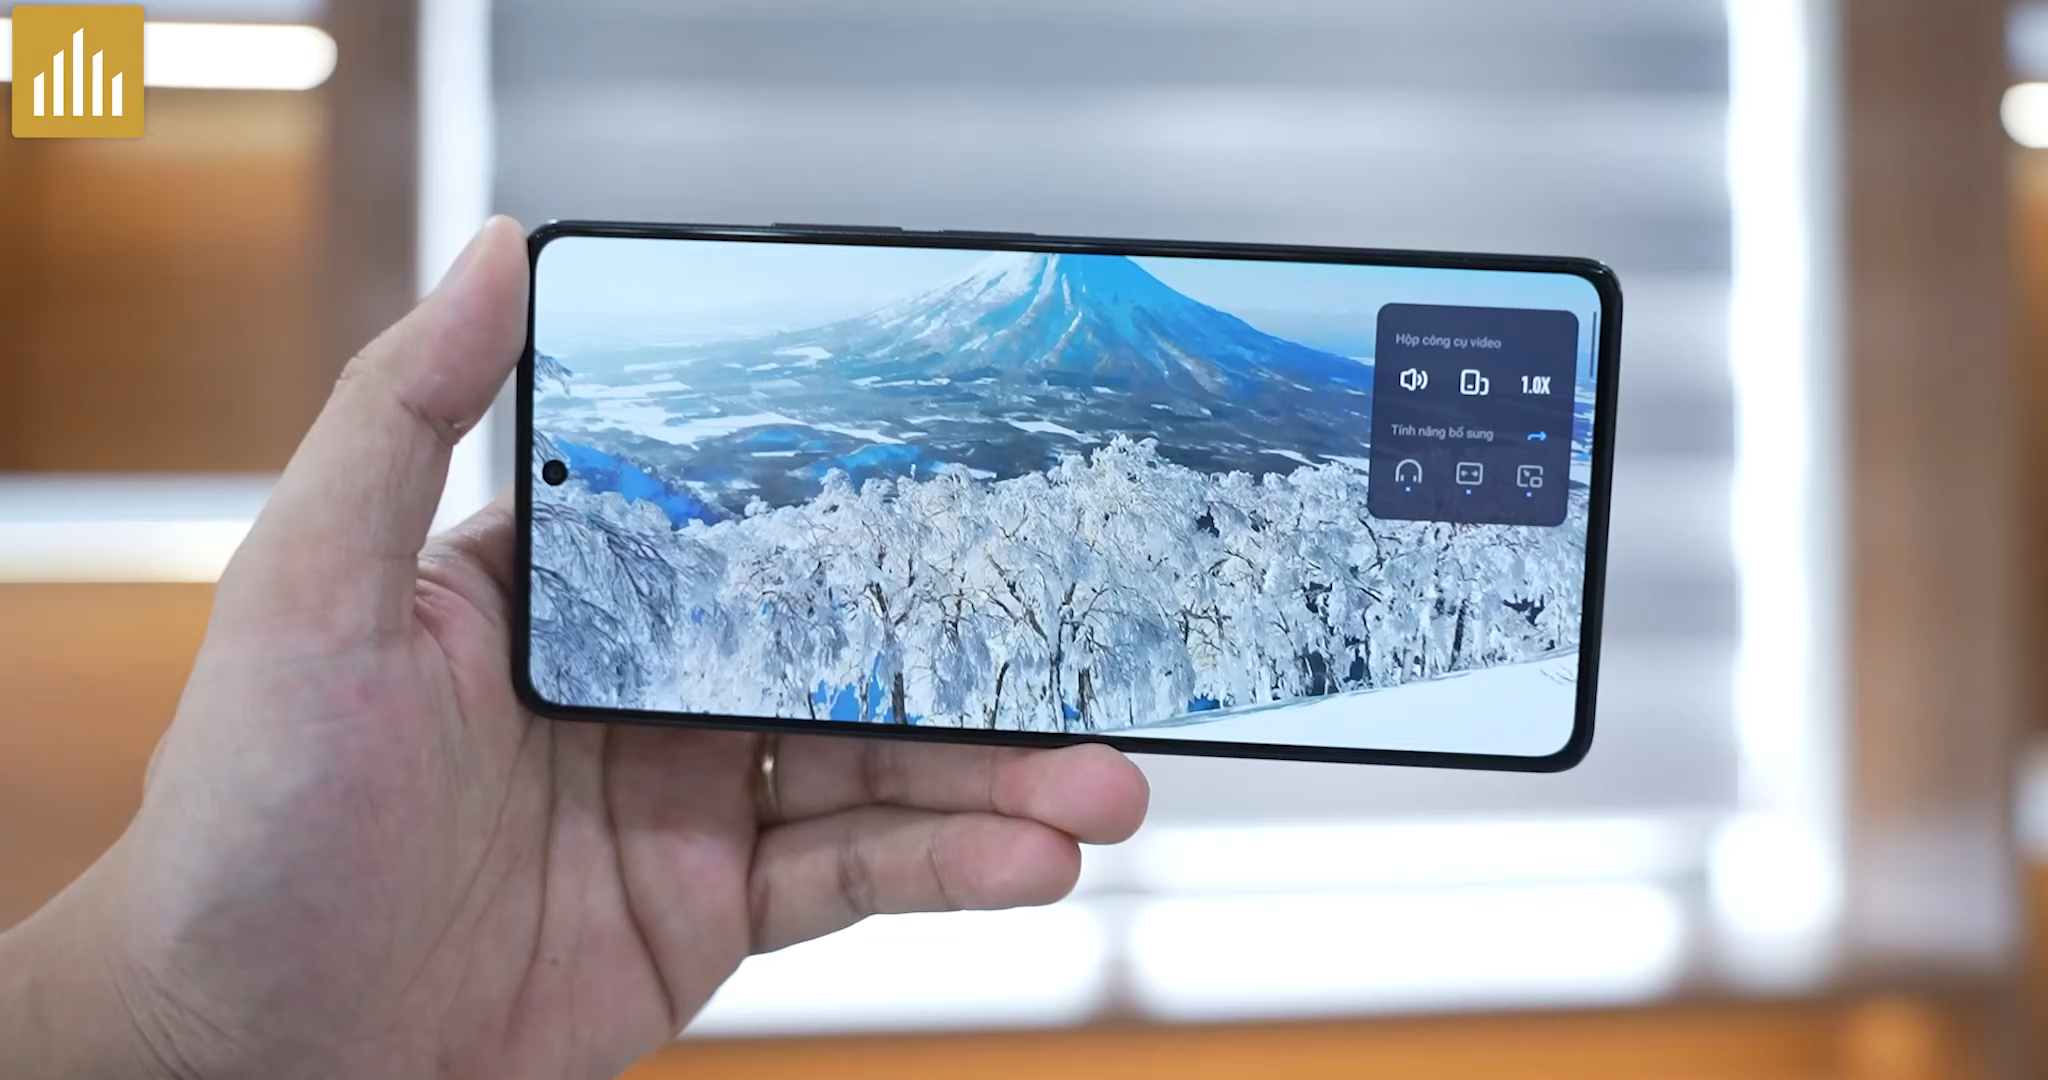 Hộp công cụ video
1.0X
Tính năng bổ sung